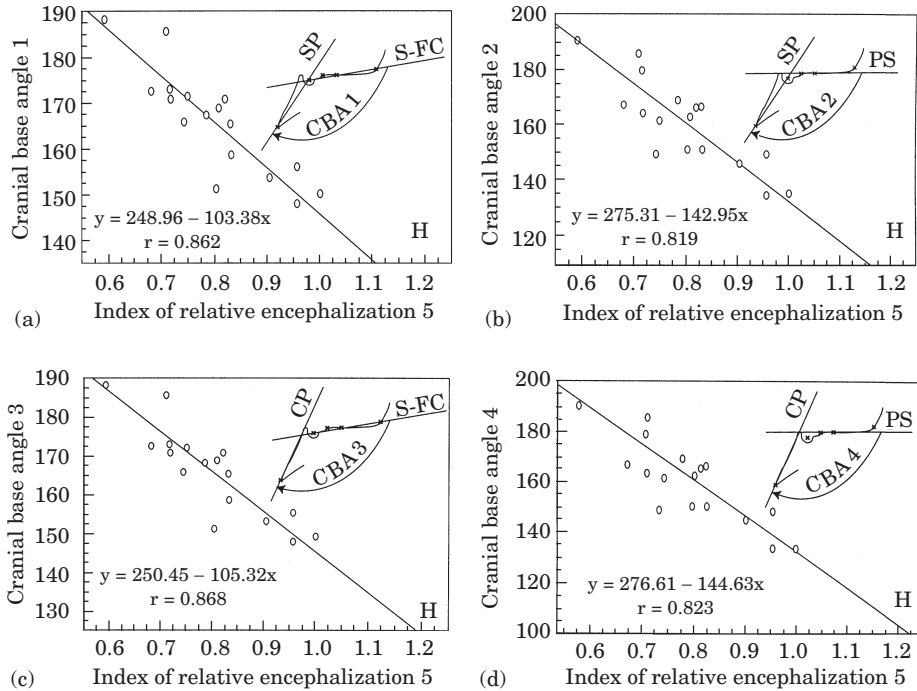 190
180
170
160
150
140
Cranial base angle 1
SP
S-FC
CBA1
y = 248.96 – 103.38x
r = 0.862
H
0.6 0.7 0.8 0.9 1.0 1.1 1.2
Index of relative encephalization 5
(a)
200
180
160
140
120
Cranial base angle 2
SP
PS
CBA2
y = 275.31 – 142.95x
r = 0.819
H
0.6 0.7 0.8 0.9 1.0 1.1 1.2
Index of relative encephalization 5
(b)
190
180
170
160
150
140
130
Cranial base angle 3
CP
S-FC
CBA3
y = 250.45 – 105.32x
r = 0.868
H
0.6 0.7 0.8 0.9 1.0 1.1 1.2
Index of relative encephalization 5
(c)
200
180
160
140
120
100
Cranial base angle 4
CP
PS
CBA4
y = 276.61 – 144.63x
r = 0.823
H
0.6 0.7 0.8 0.9 1.0 1.1 1.2
Index of relative encephalization 5
(d)